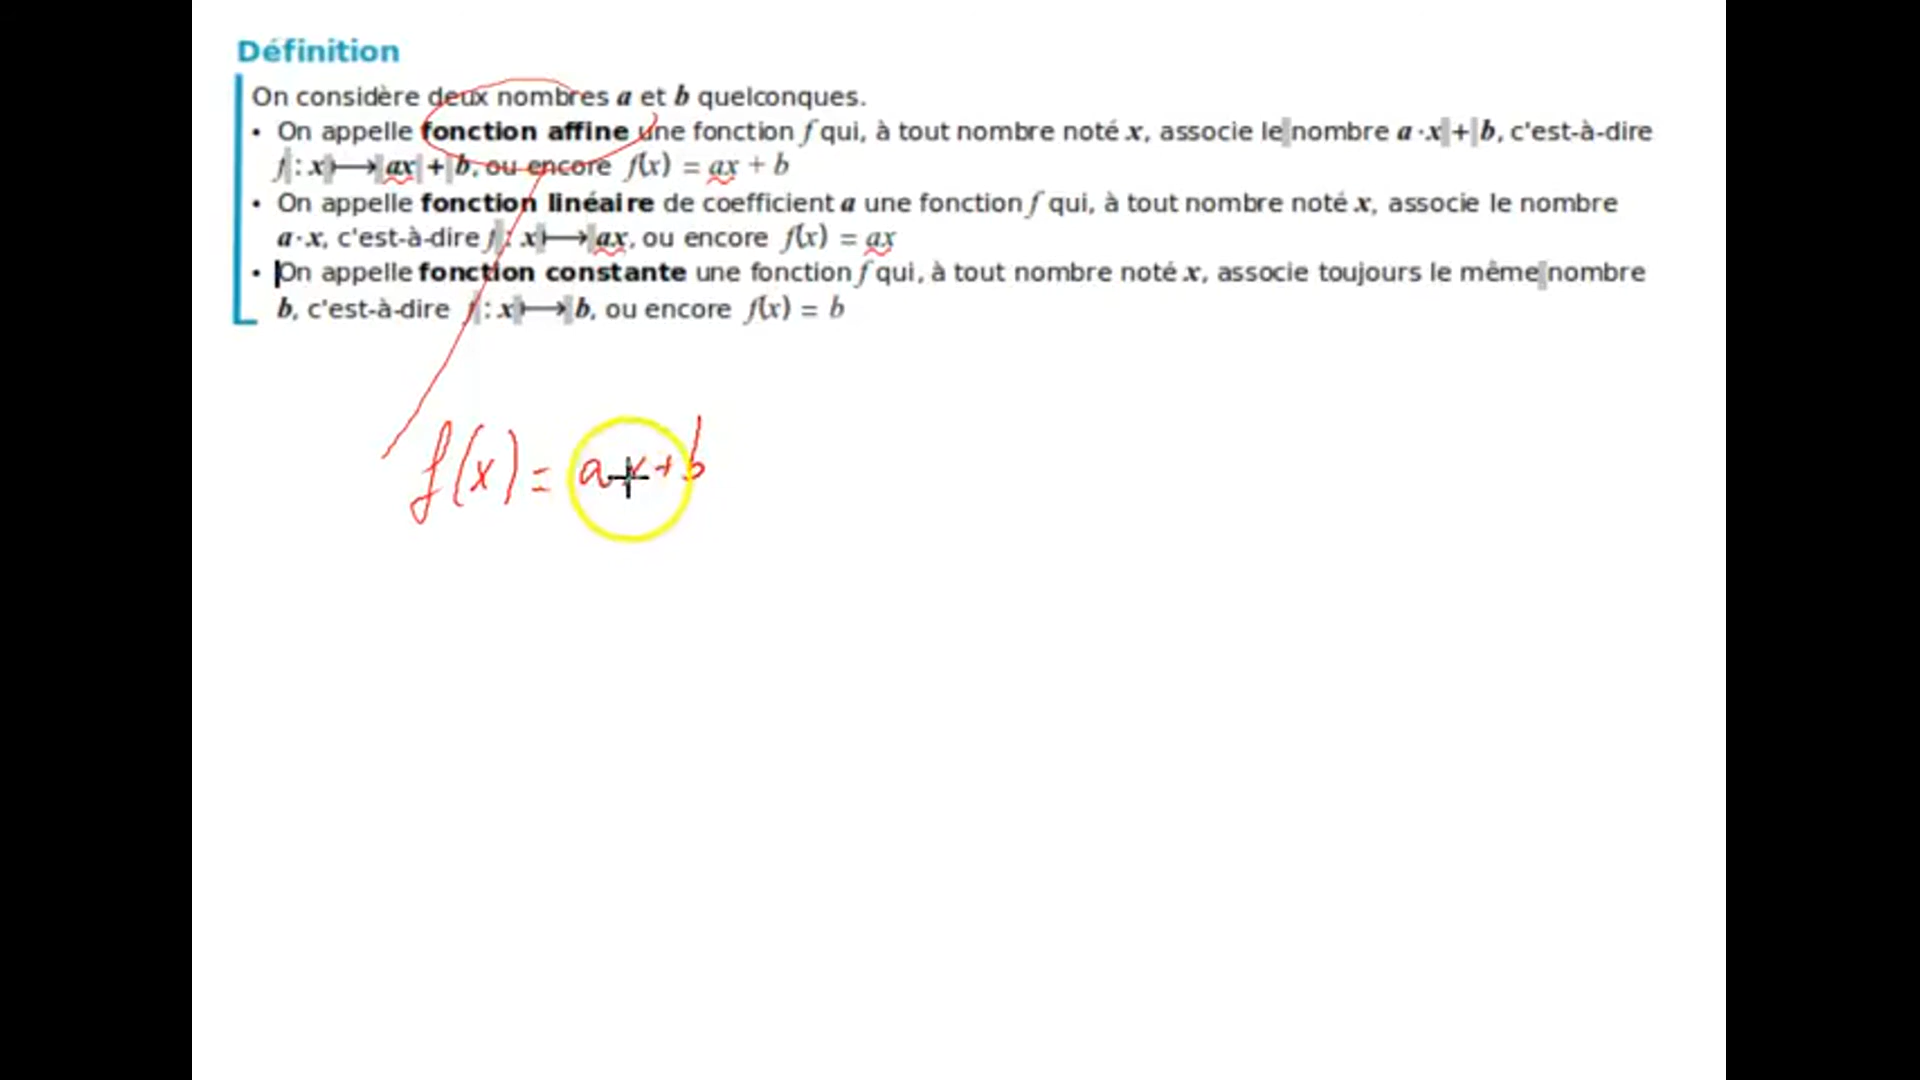 Définition
On considère deux nombres a et b quelconques.
• On appelle fonction affine une fonction f qui, à tout nombre noté x, associe le nombre a·x + b, c'est-à-dire
f : x ⟼ ax + b, ou encore f(x) = ax + b
• On appelle fonction linéaire de coefficient a une fonction f qui, à tout nombre noté x, associe le nombre
a·x, c'est-à-dire f : x ⟼ ax, ou encore f(x) = ax
• On appelle fonction constante une fonction f qui, à tout nombre noté x, associe toujours le même nombre
b, c'est-à-dire f : x ⟼ b, ou encore f(x) = b
f(x) = ax+b